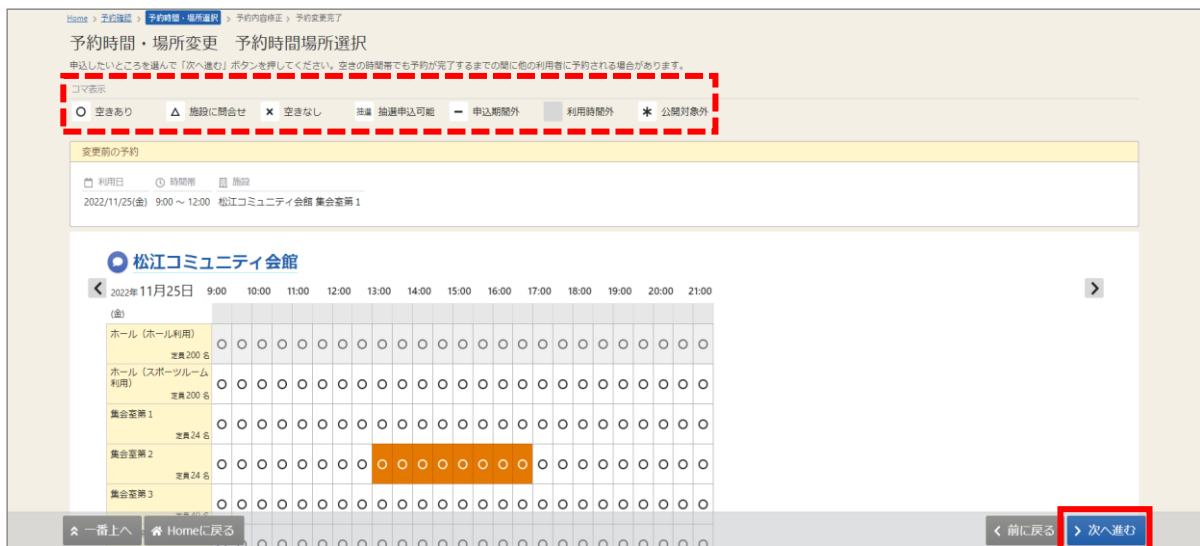 Home > 予約確認 > 予約時間・場所選択 > 予約内容修正 > 予約変更完了
予約時間・場所変更 予約時間場所選択
申込したいところを選んで「次へ進む」ボタンを押してください。空きの時間帯でも予約が完了するまでの間に他の利用者に予約される場合があります。
コマ表示
○ 空きあり △ 施設に問合せ × 空きなし 抽選 抽選申込可能 － 申込期間外 利用時間外 ＊ 公開対象外
変更前の予約
利用日 時間帯 施設
2022/11/25(金) 9:00 ～ 12:00 松江コミュニティ会館 集会室第１
松江コミュニティ会館
2022年11月25日 9:00 10:00 11:00 12:00 13:00 14:00 15:00 16:00 17:00 18:00 19:00 20:00 21:00
(金)
ホール（ホール利用）
○ ○ ○ ○ ○ ○ ○ ○ ○ ○ ○ ○ ○ ○ ○ ○ ○ ○ ○ ○ ○ ○ ○ ○ ○
定員200 名
ホール（スポーツルーム
利用）
○ ○ ○ ○ ○ ○ ○ ○ ○ ○ ○ ○ ○ ○ ○ ○ ○ ○ ○ ○ ○ ○ ○ ○ ○
定員200 名
集会室第１
○ ○ ○ ○ ○ ○ ○ ○ ○ ○ ○ ○ ○ ○ ○ ○ ○ ○ ○ ○ ○ ○ ○ ○ ○
定員24 名
集会室第２
○ ○ ○ ○ ○ ○ ○ ○ ○ ○ ○ ○ ○ ○ ○ ○ ○ ○ ○ ○ ○ ○ ○ ○ ○
定員24 名
集会室第３
○ ○ ○ ○ ○ ○ ○ ○ ○ ○ ○ ○ ○ ○ ○ ○ ○ ○ ○ ○ ○ ○ ○ ○ ○
一番上へ Homeに戻る 前に戻る 次へ進む